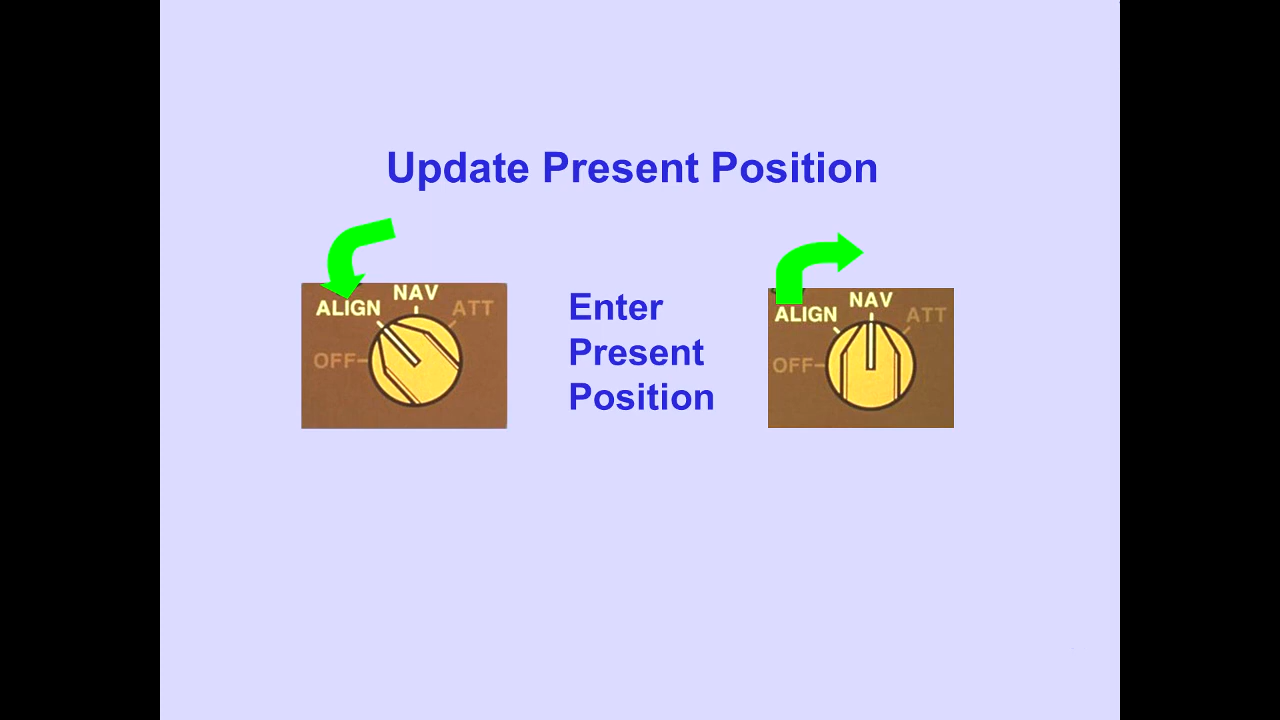 Update Present Position
ALIGN NAV ATT
OFF
Enter
Present
Position
ALIGN NAV ATT
OFF